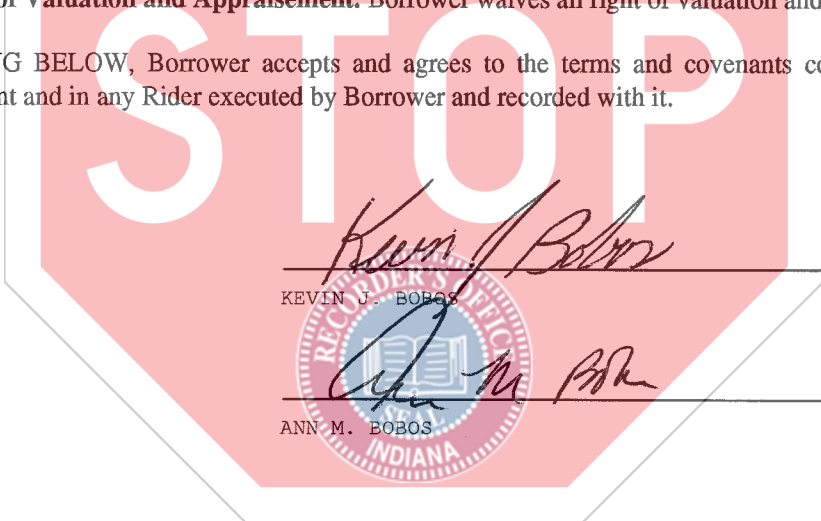 of Valuation and Appraisement. Borrower waives all right of valuation and
G BELOW, Borrower accepts and agrees to the terms and covenants co
nt and in any Rider executed by Borrower and recorded with it.
STOP
Kevin J Bobos
KEVIN J. BOBOS
Ann M Bobos
ANN M. BOBOS
RECORDER'S OFFICE
SEAL
INDIANA